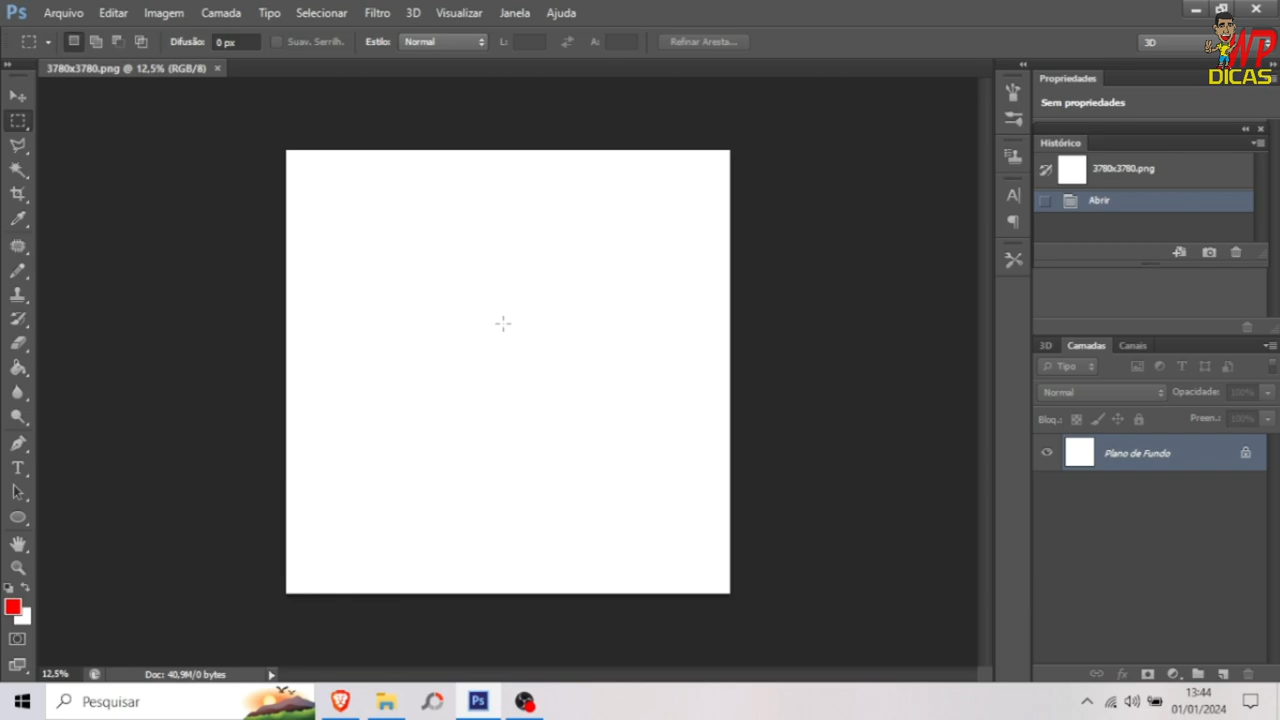 Ps Arquivo Editar Imagem Camada Tipo Selecionar Filtro 3D Visualizar Janela Ajuda
Difusão: 0 px Suav. Serrilh. Estilo: Normal L: A: Refinar Aresta... 3D
WP
DICAS
3780x3780.png @ 12,5% (RGB/8) ×
Propriedades
Sem propriedades
Histórico
3780x3780.png
Abrir
3D Camadas Canais
Tipo
Normal Opacidade: 100%
Bloq.: Preen.: 100%
Plano de Fundo
12,5% Doc: 40,9M/0 bytes
Pesquisar
Ps
13:44
01/01/2024